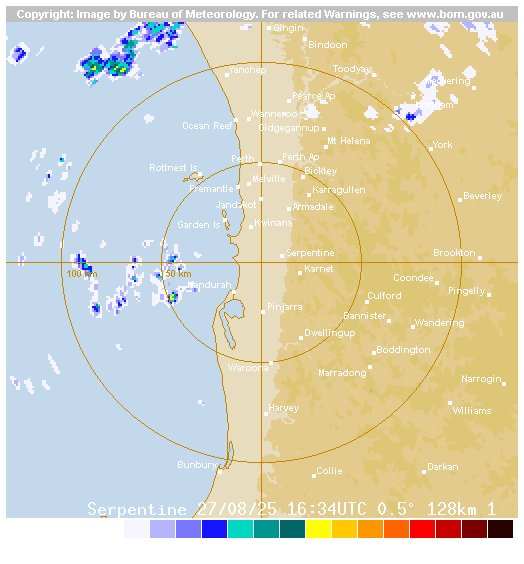 Copyright: Image by Bureau of Meteorology. For related Warnings, see www.bom.gov.au
Gingin
Bindoon
Yanchep
Toodyay
Pearce Ap
Wanneroo
Ocean Reef
Gidgegannup
Mt Helena
York
Perth
Perth Ap
Rottnest Is
Bickley
Melville
Fremantle
Karragullen
Beverley
Jandakot
Armadale
Garden Is
Kwinana
Serpentine
Brookton
Karnet
100 km
50 km
Coondee
Mandurah
Pingelly
Culford
Pinjarra
Bannister
Wandering
Dwellingup
Boddington
Waroona
Marradong
Narrogin
Harvey
Williams
Bunbury
Collie
Darkan
Serpentine 27/08/25 16:34UTC 0.5° 128km 1